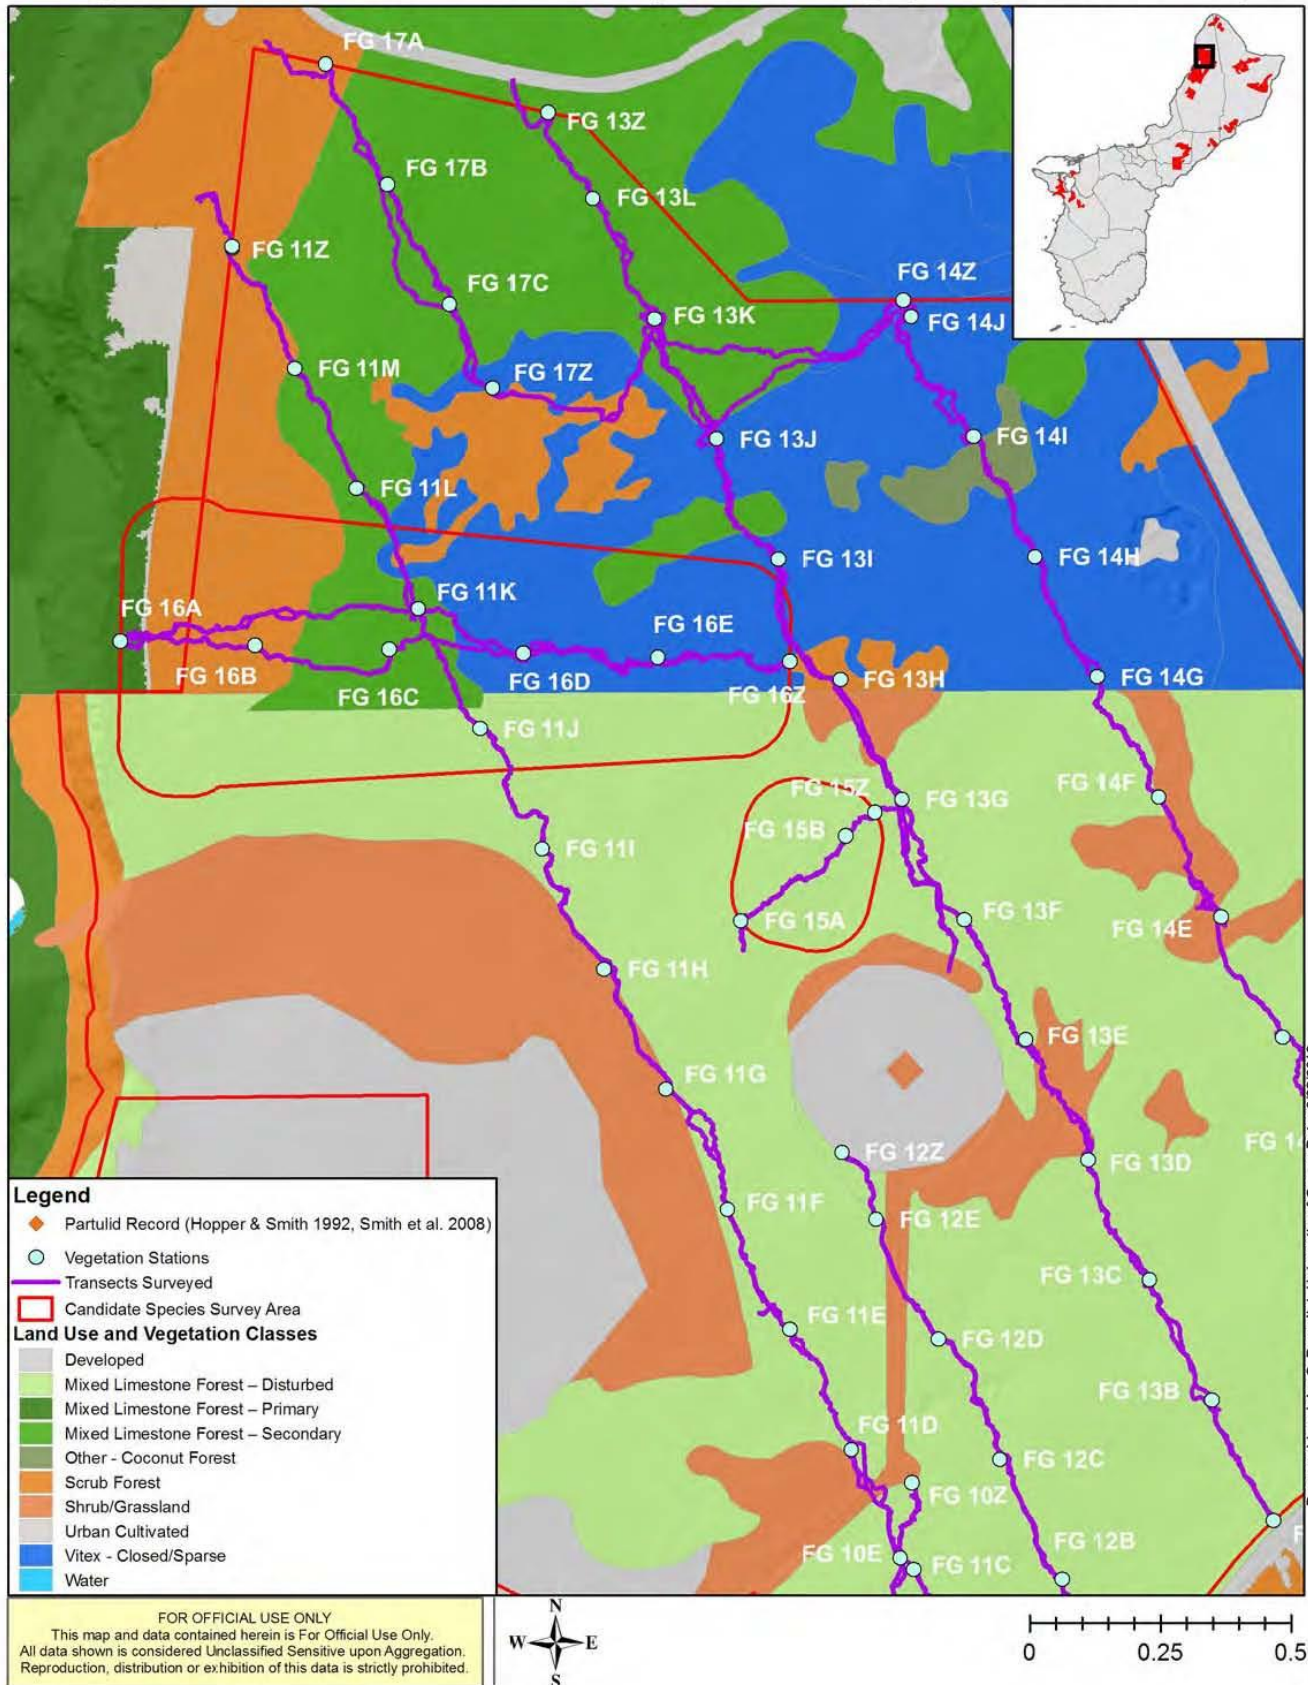 FG 17A
FG 13Z
FG 17B
FG 13L
FG 11Z
FG 14Z
FG 17C
FG 13K
FG 14J
FG 11M
FG 17Z
FG 13J
FG 14I
FG 11L
FG 13I
FG 14H
FG 16A
FG 11K
FG 16E
FG 16B
FG 16D
FG 16Z
FG 13H
FG 14G
FG 16C
FG 11J
FG 15Z
FG 13G
FG 14F
FG 15B
FG 11I
FG 15A
FG 13F
FG 14E
FG 11H
FG 13E
FG 11G
FG 12Z
FG 13D
FG 14
FG 11F
FG 12E
FG 13C
FG 11E
FG 12D
FG 13B
FG 11D
FG 12C
FG 10Z
FG 10E
FG 11C
FG 12B
F
Legend
Partulid Record (Hopper & Smith 1992, Smith et al. 2008)
Vegetation Stations
Transects Surveyed
Candidate Species Survey Area
Land Use and Vegetation Classes
Developed
Mixed Limestone Forest – Disturbed
Mixed Limestone Forest – Primary
Mixed Limestone Forest – Secondary
Other - Coconut Forest
Scrub Forest
Shrub/Grassland
Urban Cultivated
Vitex - Closed/Sparse
Water
FOR OFFICIAL USE ONLY
This map and data contained herein is For Official Use Only.
All data shown is considered Unclassified Sensitive upon Aggregation.
Reproduction, distribution or exhibition of this data is strictly prohibited.
N
W E
S
0 0.25 0.5